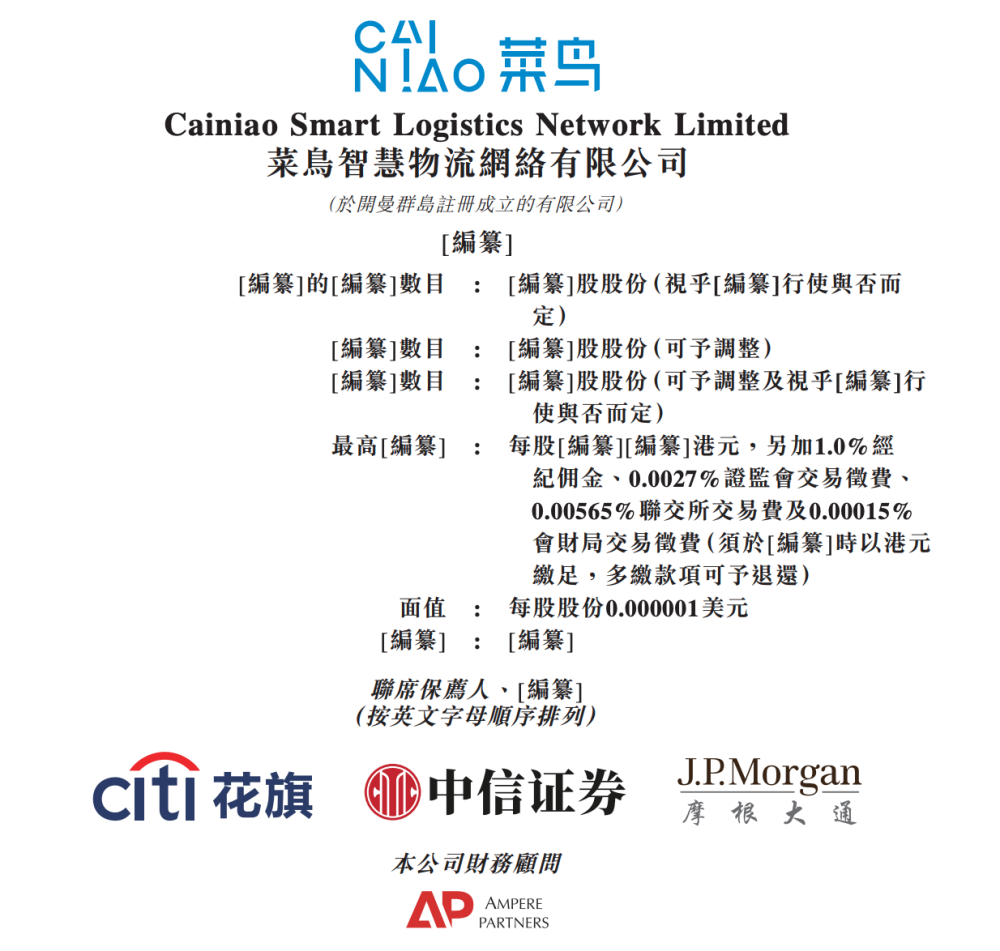 CAI
NIAO 菜鸟
Cainiao Smart Logistics Network Limited
菜鳥智慧物流網絡有限公司
(於開曼群島註冊成立的有限公司)
[編纂]
[編纂]的[編纂]數目 : [編纂]股股份(視乎[編纂]行使與否而
定)
[編纂]數目 : [編纂]股股份(可予調整)
[編纂]數目 : [編纂]股股份(可予調整及視乎[編纂]行
使與否而定)
最高[編纂] : 每股[編纂][編纂]港元，另加1.0%經
紀佣金、0.0027%證監會交易徵費、
0.00565%聯交所交易費及0.00015%
會財局交易徵費(須於[編纂]時以港元
繳足，多繳款項可予退還)
面值 : 每股股份0.000001美元
[編纂] : [編纂]
聯席保薦人、[編纂]
(按英文字母順序排列)
citi 花旗
中信证券
J.P.Morgan
摩根大通
本公司財務顧問
AP AMPERE
PARTNERS